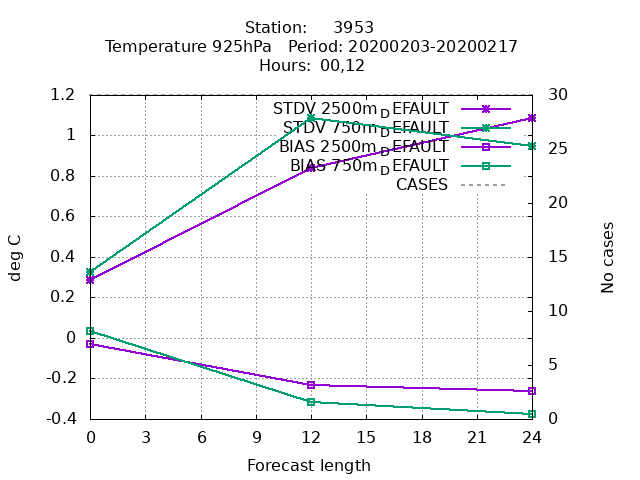 Station: 3953
Temperature 925hPa Period: 20200203-20200217
Hours: 00,12
1.2
1
0.8
0.6
0.4
0.2
0
-0.2
-0.4
deg C
STDV 2500m_DEFAULT
STDV 750m_DEFAULT
BIAS 2500m_DEFAULT
BIAS 750m_DEFAULT
CASES
30
25
20
15
10
5
0
No cases
0 3 6 9 12 15 18 21 24
Forecast length